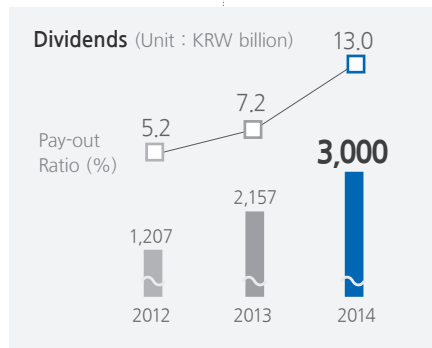 Dividends (Unit : KRW billion)
13.0
7.2
5.2
Pay-out
Ratio (%)
3,000
2,157
1,207
2012 2013 2014